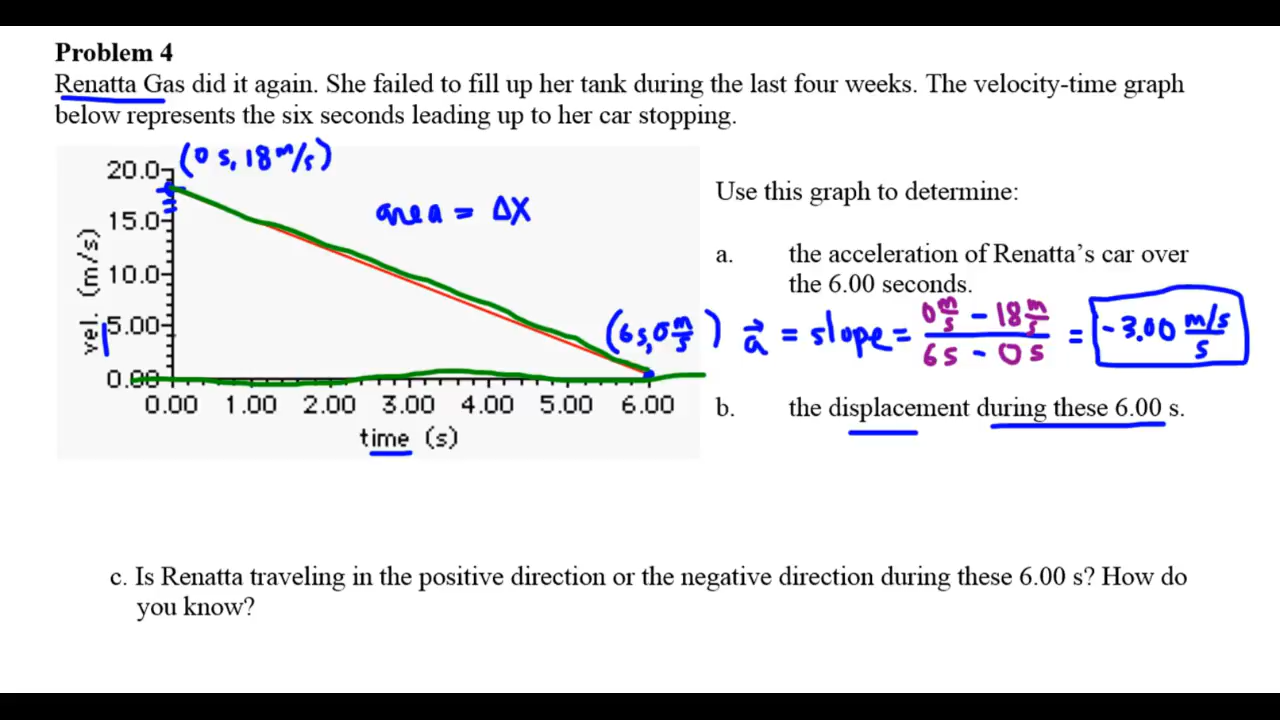 Problem 4
Renatta Gas did it again. She failed to fill up her tank during the last four weeks. The velocity-time graph
below represents the six seconds leading up to her car stopping.
(0 s, 18 m/s)
20.0
area = Δx
15.0
10.0
5.00
0.00
vel. (m/s)
(6s, 0 m/s)
0.00 1.00 2.00 3.00 4.00 5.00 6.00
time (s)
Use this graph to determine:
a. the acceleration of Renatta's car over
the 6.00 seconds.
a⃗ = slope = (0 m/s - 18 m/s) / (6s - 0s) = -3.00 m/s/s
b. the displacement during these 6.00 s.
c. Is Renatta traveling in the positive direction or the negative direction during these 6.00 s? How do
you know?